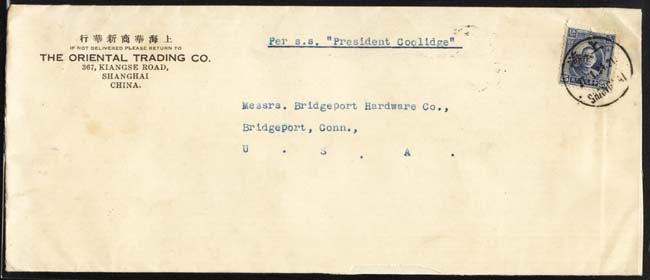 行華新商華海上
IF NOT DELIVERED PLEASE RETURN TO
THE ORIENTAL TRADING CO.
367, KIANGSE ROAD,
SHANGHAI
CHINA.
Per s.s. "President Coolidge"
Messrs. Bridgeport Hardware Co.,
Bridgeport, Conn.,
U . S . A .
SHANGHAI